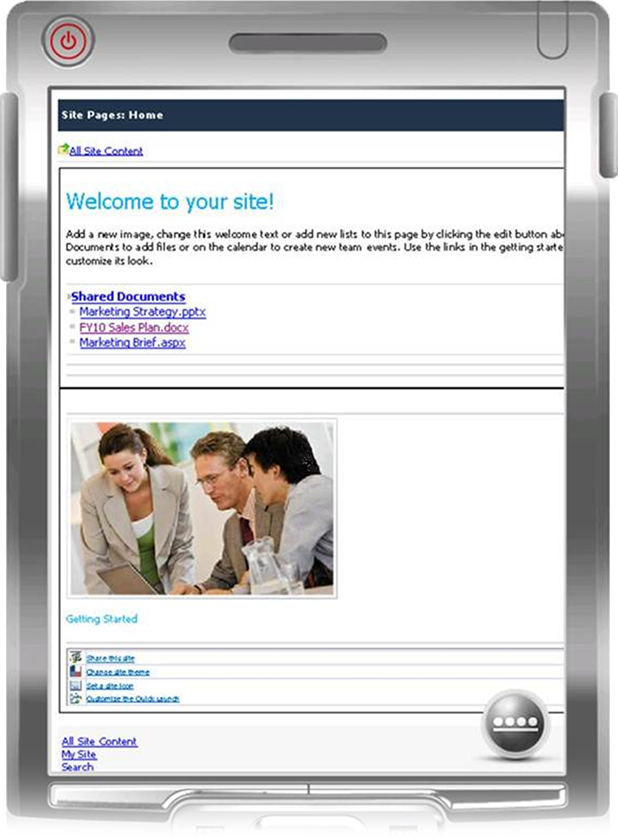 Site Pages: Home
All Site Content
Welcome to your site!
Add a new image, change this welcome text or add new lists to this page by clicking the edit button abo
Documents to add files or on the calendar to create new team events. Use the links in the getting starte
customize its look.
Shared Documents
Marketing Strategy.pptx
FY10 Sales Plan.docx
Marketing Brief.aspx
Getting Started
Share this site
Change site theme
Set a site icon
Customize the Quick Launch
All Site Content
My Site
Search